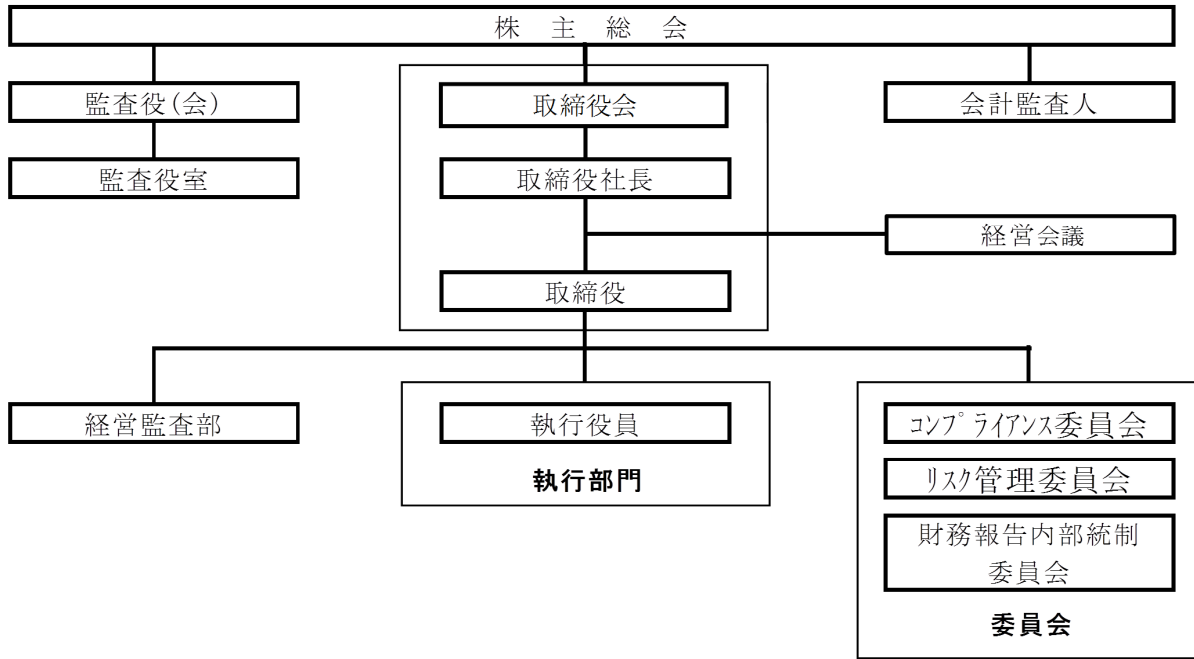 株 主 総 会
監査役(会)
取締役会
会計監査人
監査役室
取締役社長
経営会議
取締役
経営監査部
執行役員
執行部門
ｺﾝﾌﾟﾗｲｱﾝｽ委員会
ﾘｽｸ管理委員会
財務報告内部統制
委員会
委員会